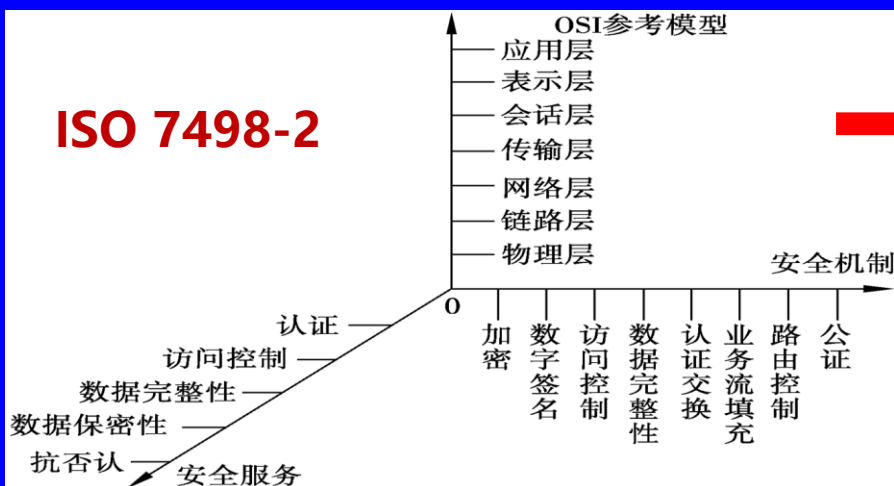 OSI参考模型
应用层
表示层
ISO 7498-2
会话层
传输层
网络层
链路层
物理层
安全机制
O
加密
数字签名
访问控制
数据完整性
认证交换
业务流填充
路由控制
公证
认证
访问控制
数据完整性
数据保密性
抗否认
安全服务